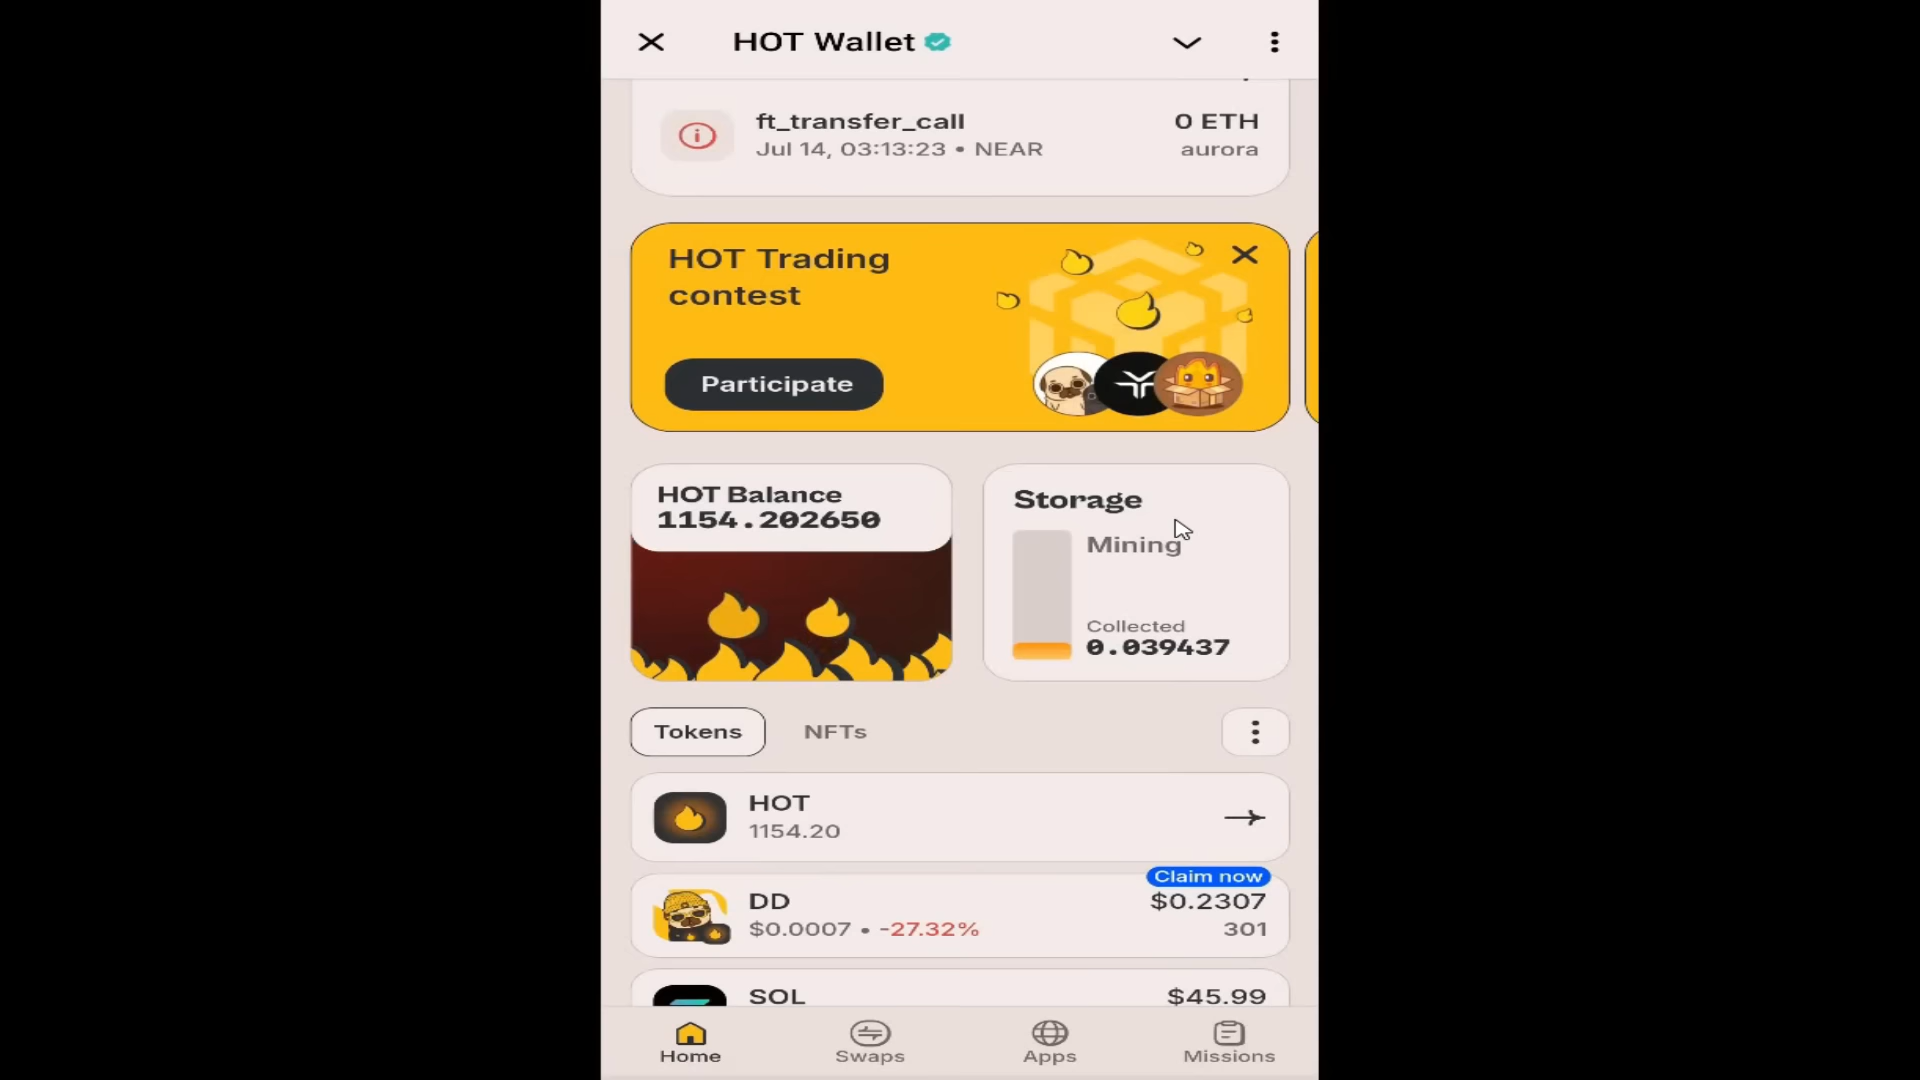 HOT Wallet
ft_transfer_call
0 ETH
Jul 14, 03:13:23 • NEAR
aurora
HOT Trading
contest
Participate
HOT Balance
1154.202650
Storage
Mining
Collected
0.039437
Tokens
NFTs
HOT
1154.20
Claim now
DD
$0.2307
$0.0007 • -27.32%
301
SOL
$45.99
Home
Swaps
Apps
Missions